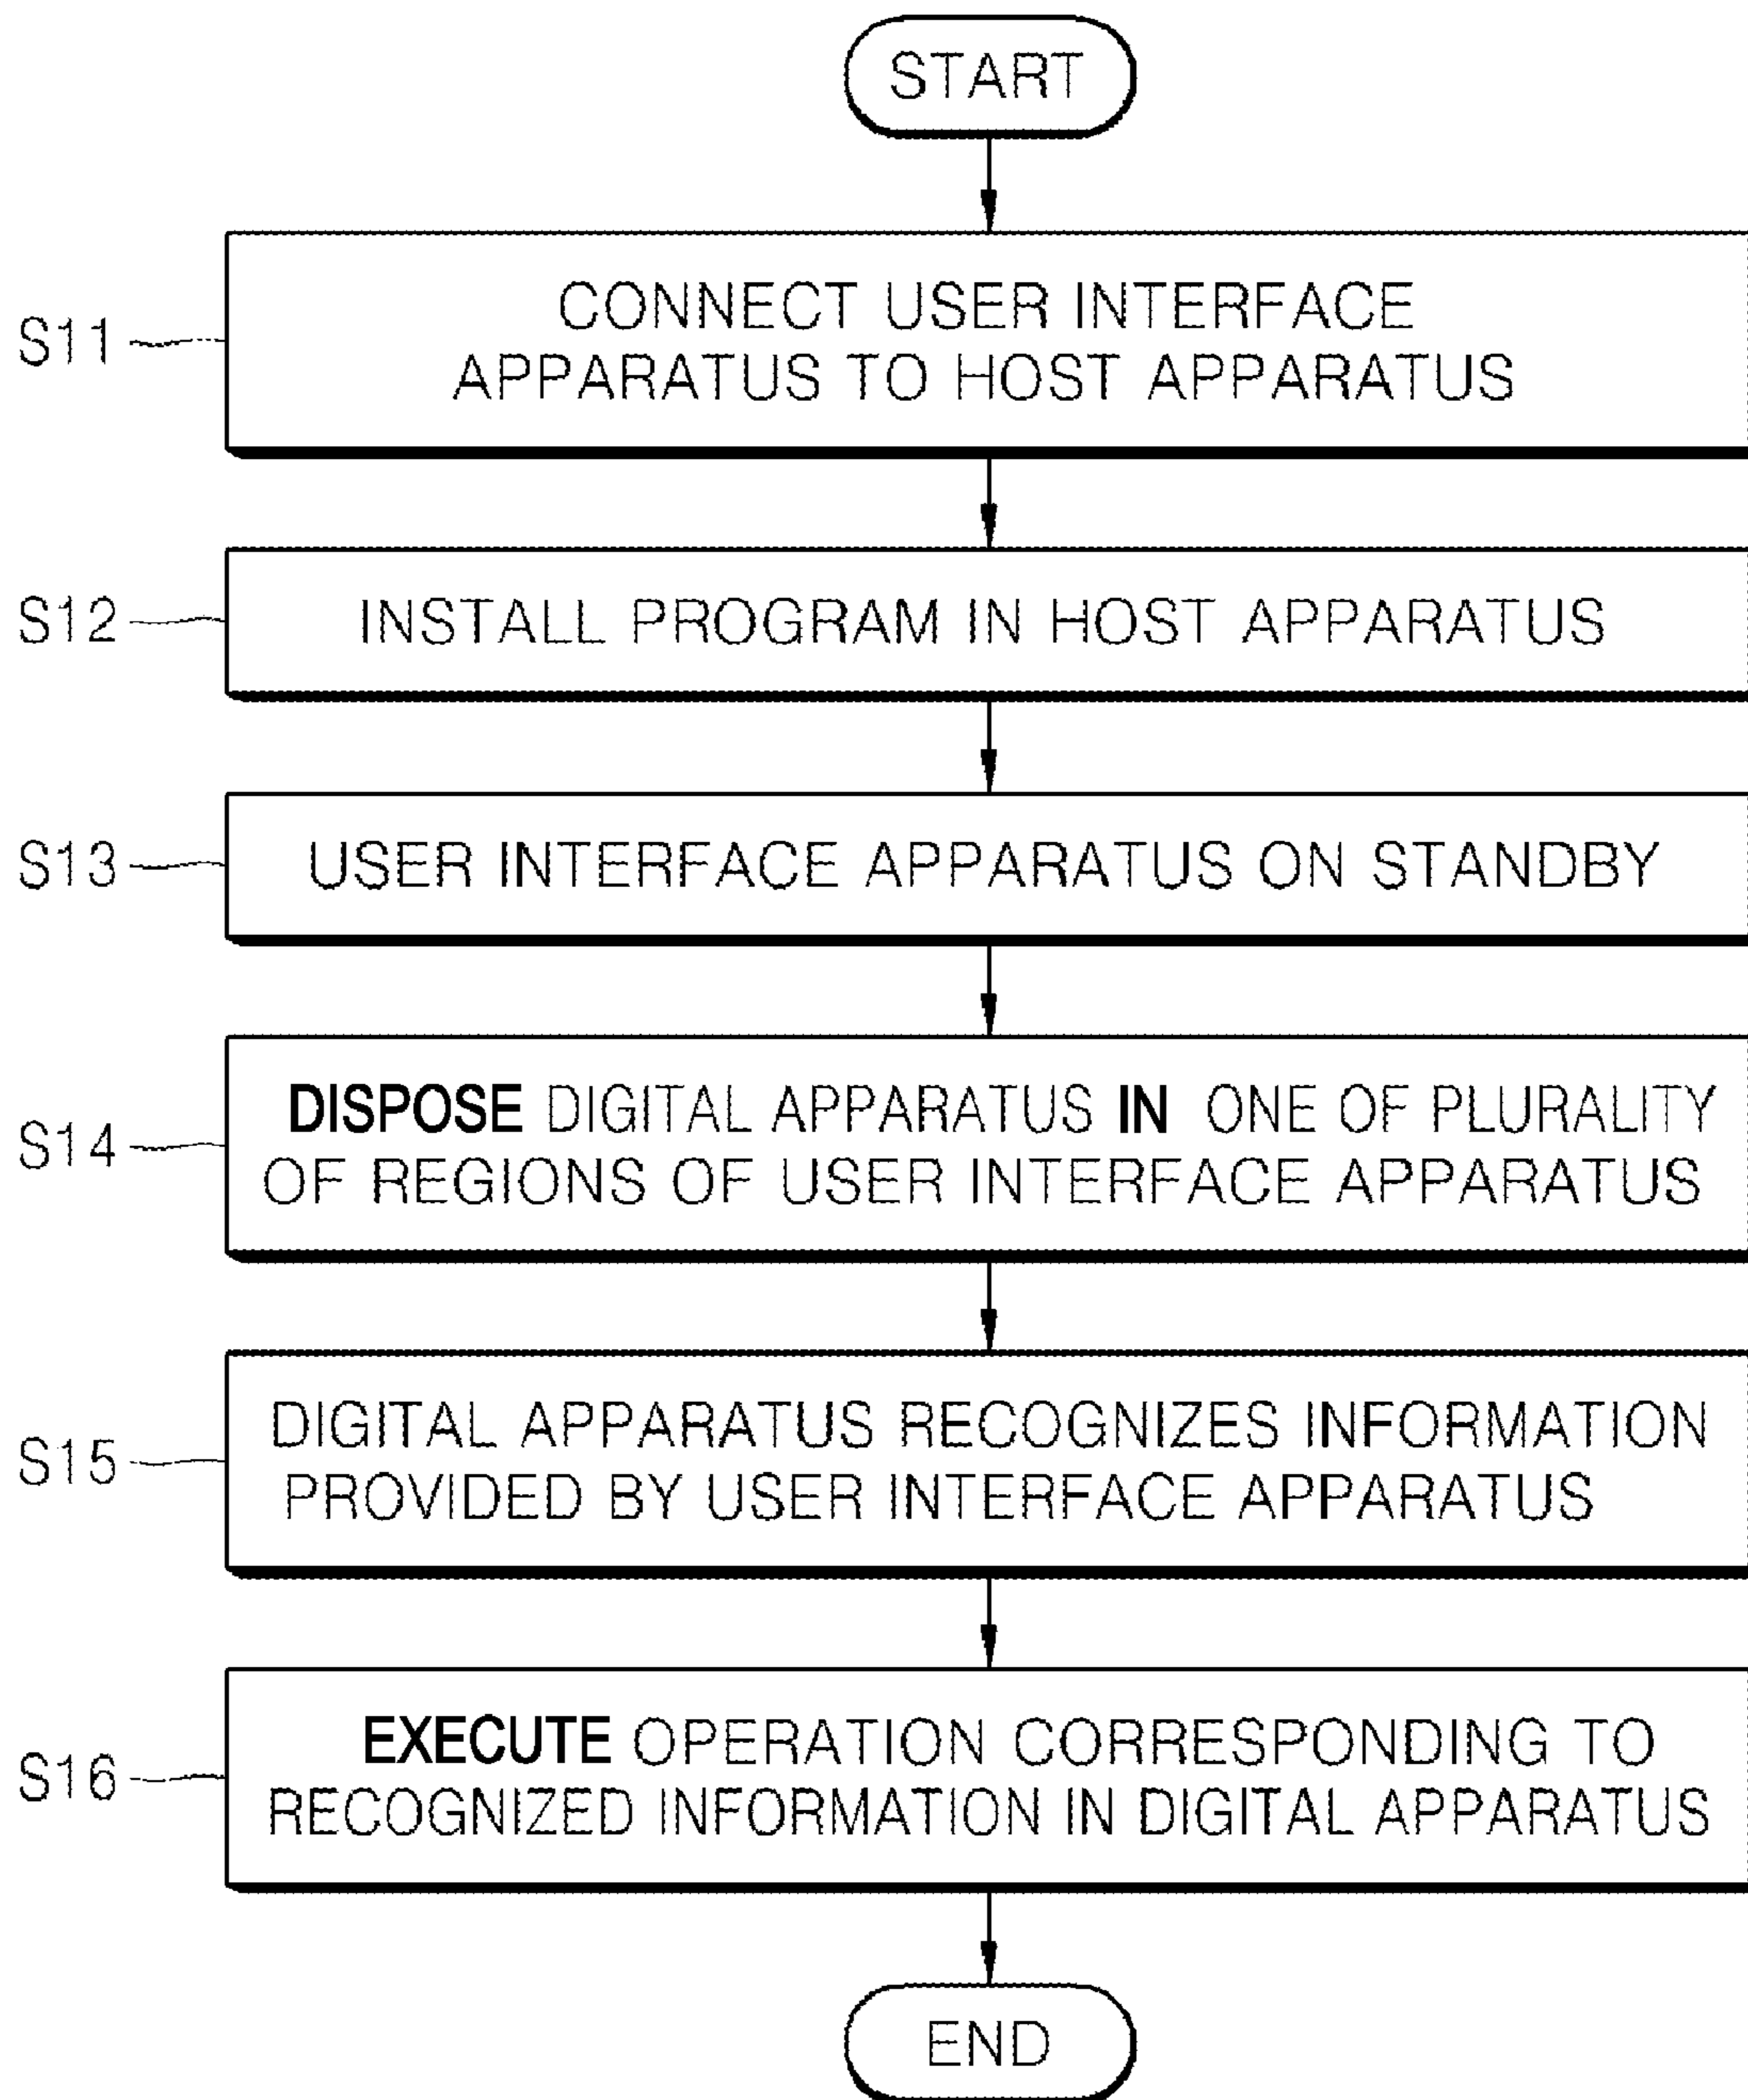 START
S11
CONNECT USER INTERFACE
APPARATUS TO HOST APPARATUS
S12
INSTALL PROGRAM IN HOST APPARATUS
S13
USER INTERFACE APPARATUS ON STANDBY
S14
DISPOSE DIGITAL APPARATUS IN ONE OF PLURALITY
OF REGIONS OF USER INTERFACE APPARATUS
S15
DIGITAL APPARATUS RECOGNIZES INFORMATION
PROVIDED BY USER INTERFACE APPARATUS
S16
EXECUTE OPERATION CORRESPONDING TO
RECOGNIZED INFORMATION IN DIGITAL APPARATUS
END